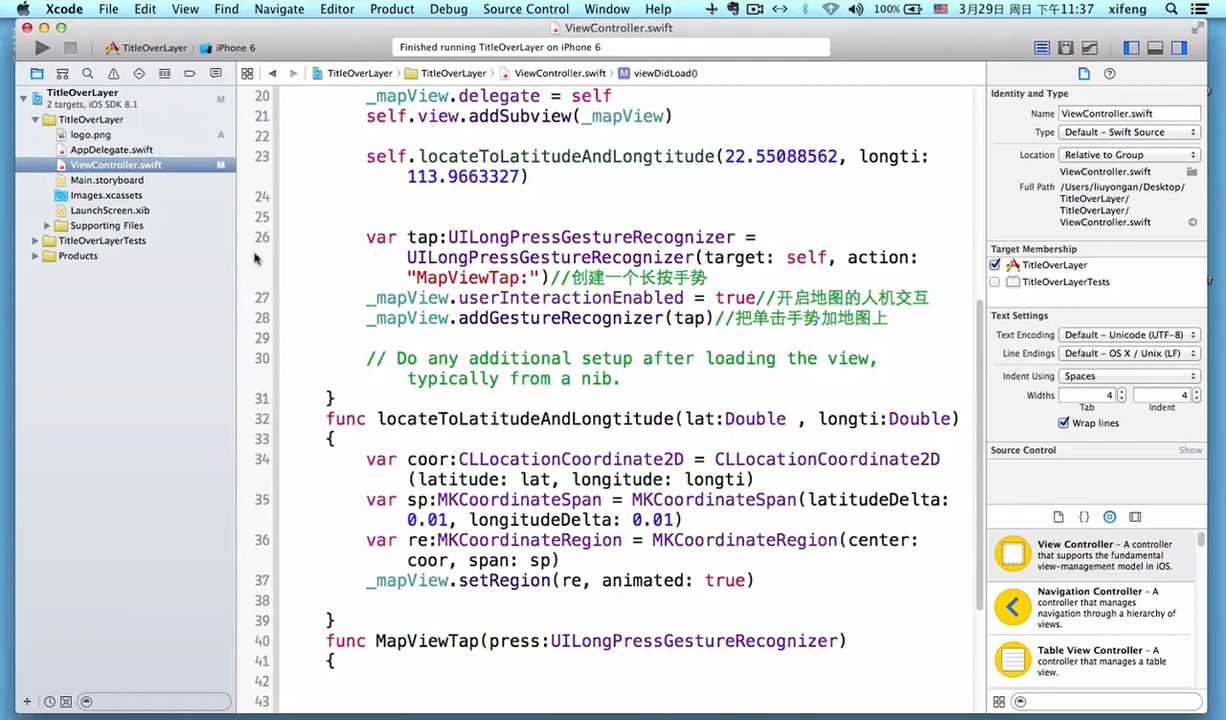 Xcode File Edit View Find Navigate Editor Product Debug Source Control Window Help 100% 3月29日 周日 下午11:37 xifeng
ViewController.swift
TitleOverLayer iPhone 6 Finished running TitleOverLayer on iPhone 6
TitleOverLayer TitleOverLayer ViewController.swift M viewDidLoad()
TitleOverLayer M
2 targets, iOS SDK 8.1
TitleOverLayer
logo.png A
AppDelegate.swift
ViewController.swift M
Main.storyboard
Images.xcassets
LaunchScreen.xib
Supporting Files
TitleOverLayerTests
Products
20 _mapView.delegate = self
21 self.view.addSubview(_mapView)
22
23 self.locateToLatitudeAndLongtitude(22.55088562, longti:
113.9663327)
24
25
26 var tap:UILongPressGestureRecognizer =
UILongPressGestureRecognizer(target: self, action:
"MapViewTap:")//创建一个长按手势
27 _mapView.userInteractionEnabled = true//开启地图的人机交互
28 _mapView.addGestureRecognizer(tap)//把单击手势加地图上
29
30 // Do any additional setup after loading the view,
typically from a nib.
31 }
32 func locateToLatitudeAndLongtitude(lat:Double , longti:Double)
33 {
34 var coor:CLLocationCoordinate2D = CLLocationCoordinate2D
(latitude: lat, longitude: longti)
35 var sp:MKCoordinateSpan = MKCoordinateSpan(latitudeDelta:
0.01, longitudeDelta: 0.01)
36 var re:MKCoordinateRegion = MKCoordinateRegion(center:
coor, span: sp)
37 _mapView.setRegion(re, animated: true)
38
39 }
40 func MapViewTap(press:UILongPressGestureRecognizer)
41 {
42
43
Identity and Type
Name ViewController.swift
Type Default - Swift Source
Location Relative to Group
ViewController.swift
Full Path /Users/liuyongan/Desktop/
TitleOverLayer/
TitleOverLayer/
ViewController.swift
Target Membership
TitleOverLayer
TitleOverLayerTests
Text Settings
Text Encoding Default - Unicode (UTF-8)
Line Endings Default - OS X / Unix (LF)
Indent Using Spaces
Widths 4 4
Tab Indent
Wrap lines
Source Control Show
View Controller - A controller
that supports the fundamental
view-management model in iOS.
Navigation Controller - A
controller that manages
navigation through a hierarchy of
views.
Table View Controller - A
controller that manages a table
view.